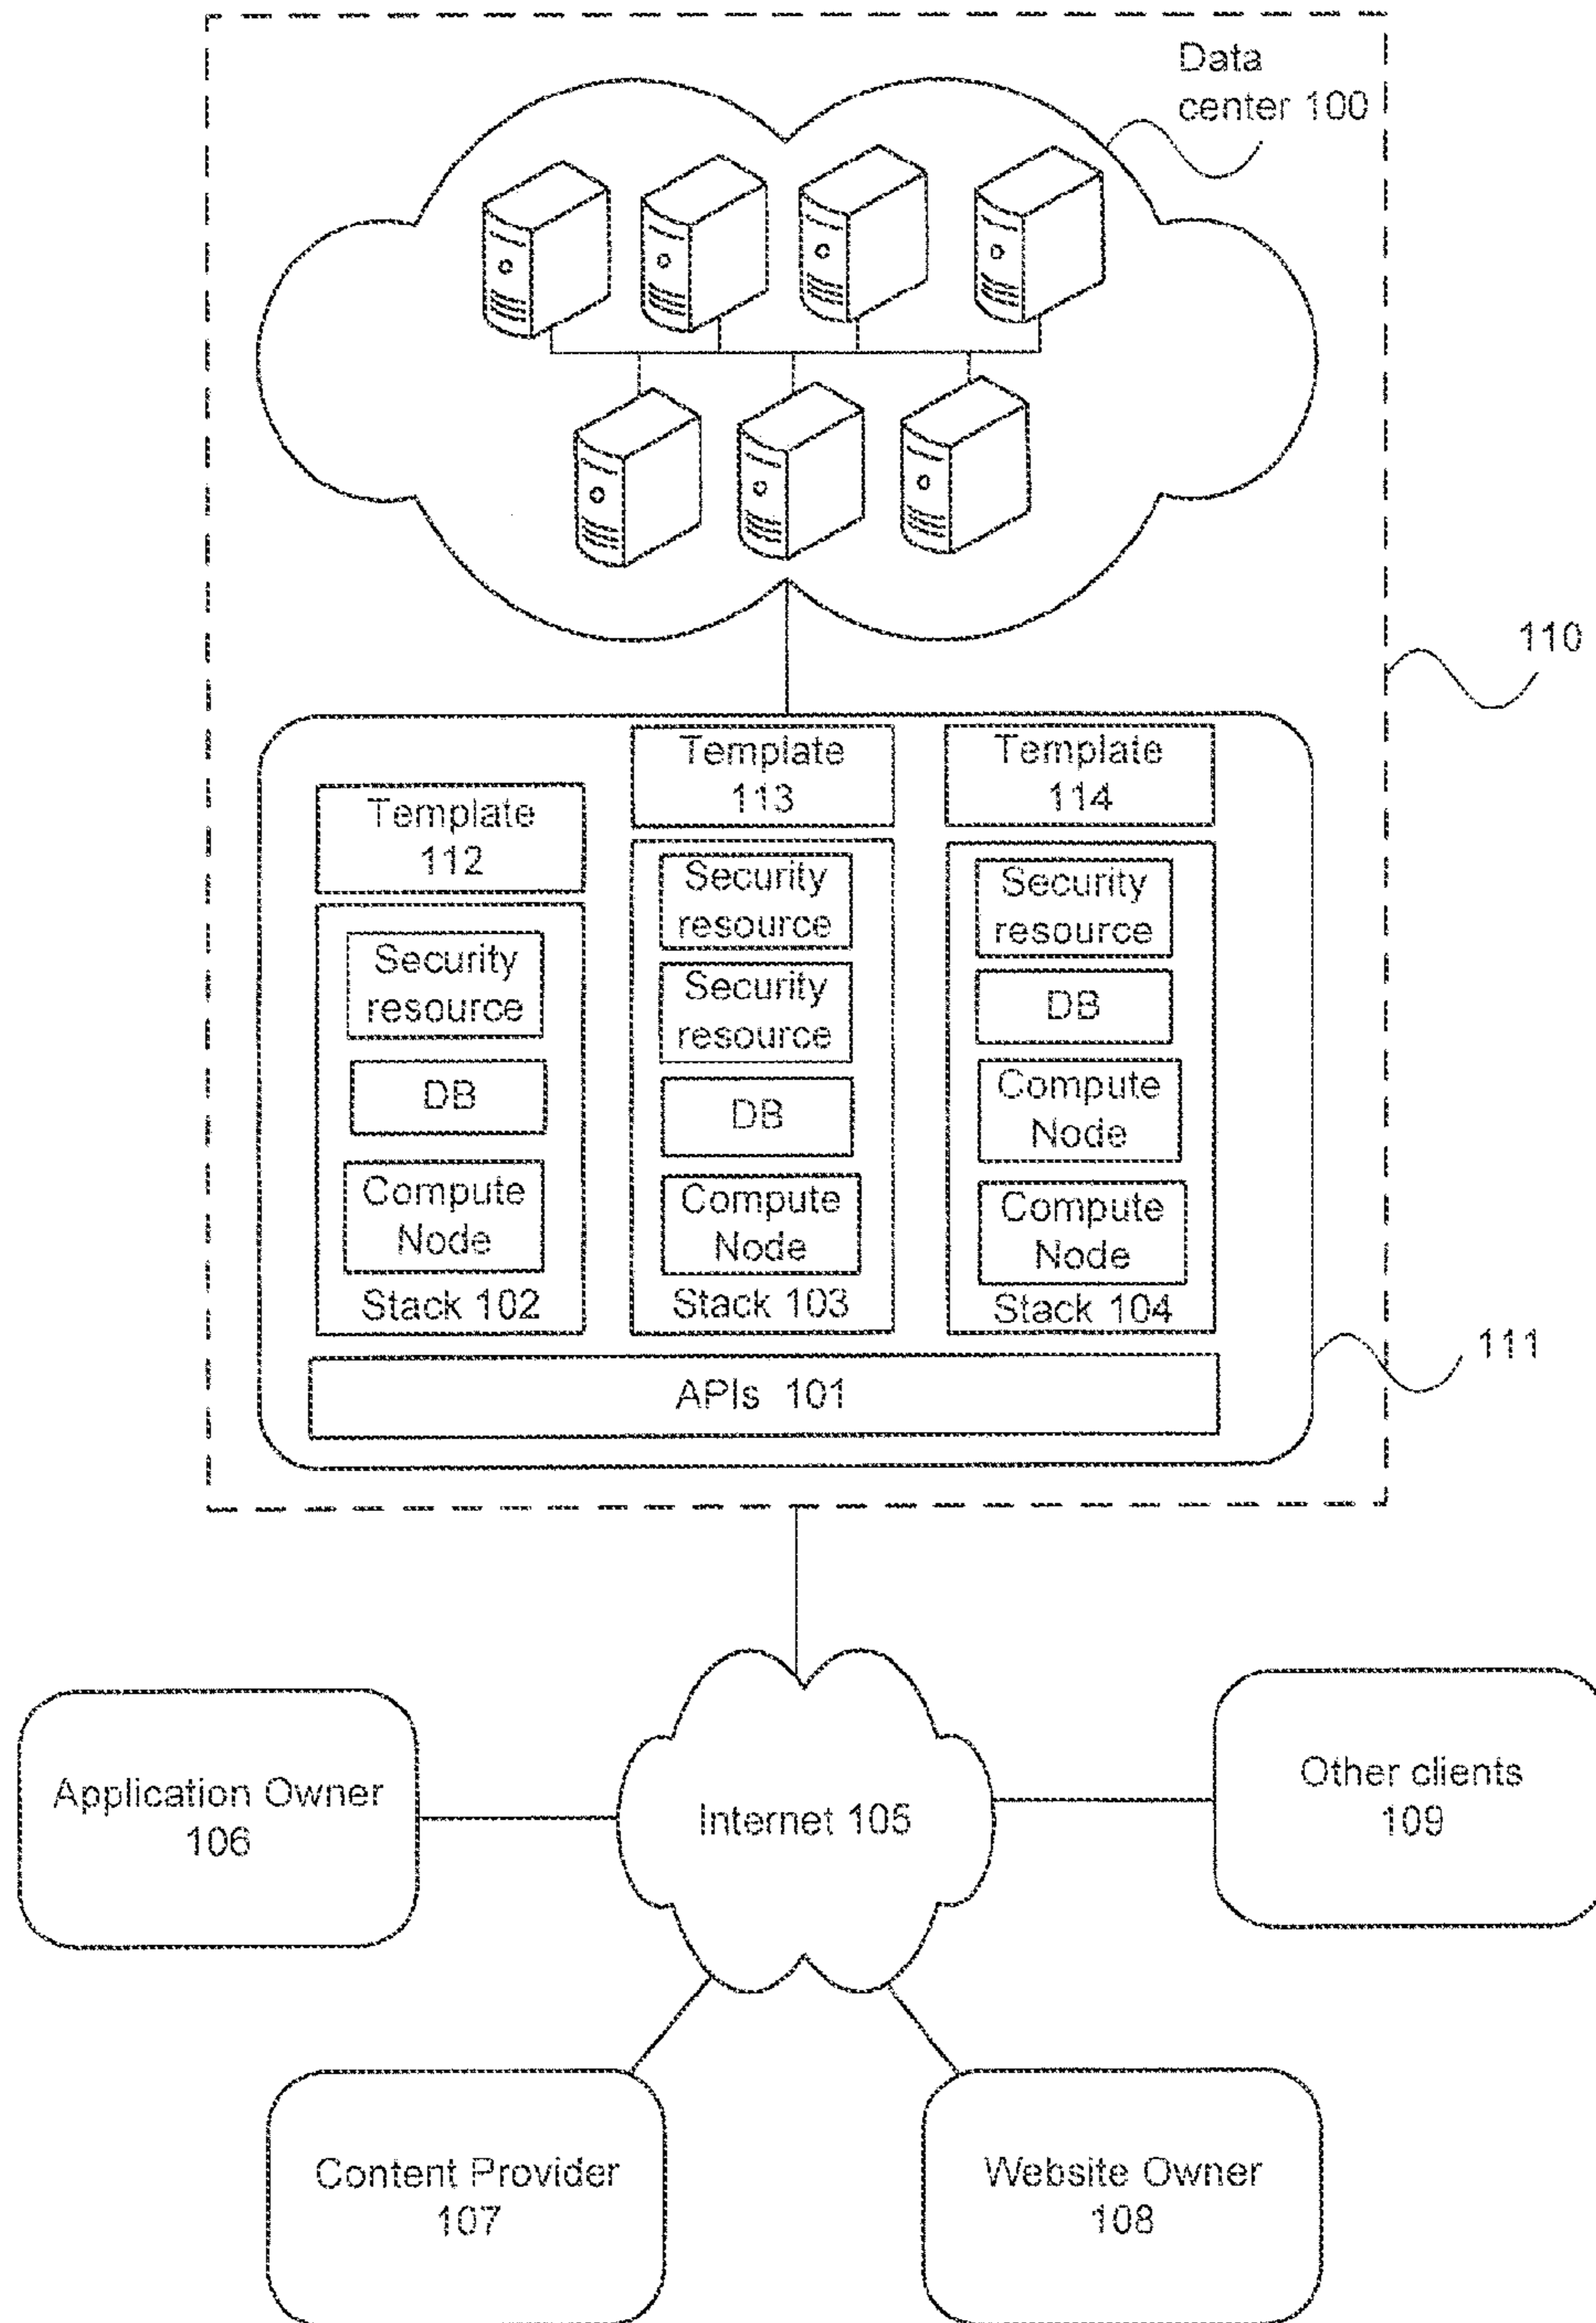 Data
center 100
110
Template
112
Security
resource
DB
Compute
Node
Stack 102
Template
113
Security
resource
Security
resource
DB
Compute
Node
Stack 103
Template
114
Security
resource
DB
Compute
Node
Compute
Node
Stack 104
APIs 101
111
Application Owner
106
Internet 105
Other clients
109
Content Provider
107
Website Owner
108